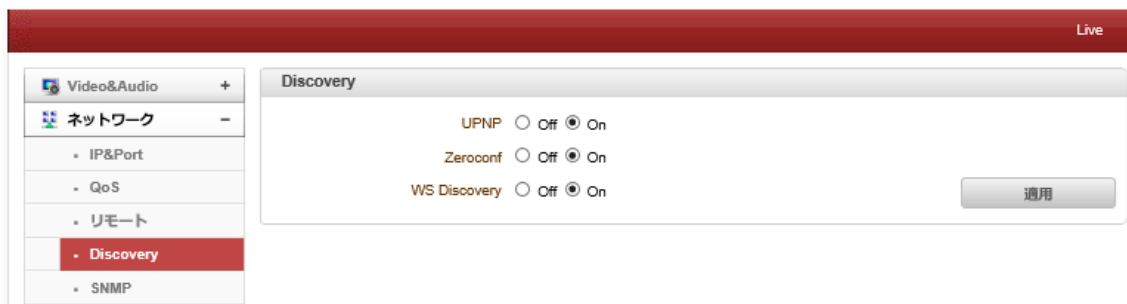 Live
Video&Audio +
ネットワーク −
IP&Port
QoS
リモート
Discovery
SNMP
Discovery
UPNP Off On
Zeroconf Off On
WS Discovery Off On
適用